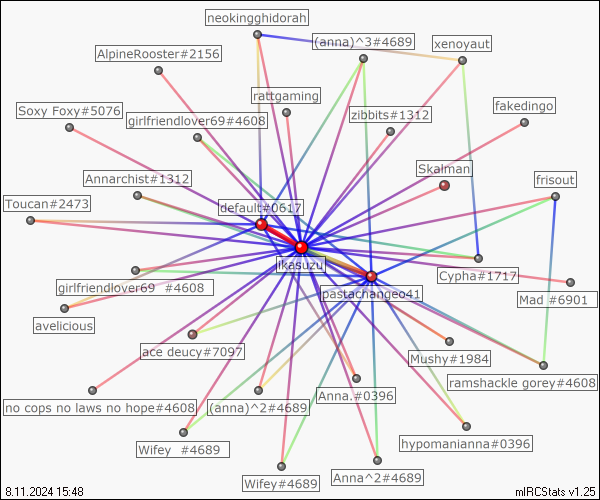 neokingghidorah
(anna)^3#4689
xenoyaut
AlpineRooster#2156
rattgaming
fakedingo
Soxy Foxy#5076
girlfriendlover69#4608
zibbits#1312
Skalman
Annarchist#1312
frisout
Toucan#2473
default#0617
ikasuzu
Cypha#1717
girlfriendlover69 #4608
pastachangeo41
Mad #6901
avelicious
ace deucy#7097
Mushy#1984
ramshackle gorey#4608
no cops no laws no hope#4608
(anna)^2#4689
Anna.#0396
Wifey #4689
hypomanianna#0396
Wifey#4689
Anna^2#4689
8.11.2024 15:48
mIRCStats v1.25